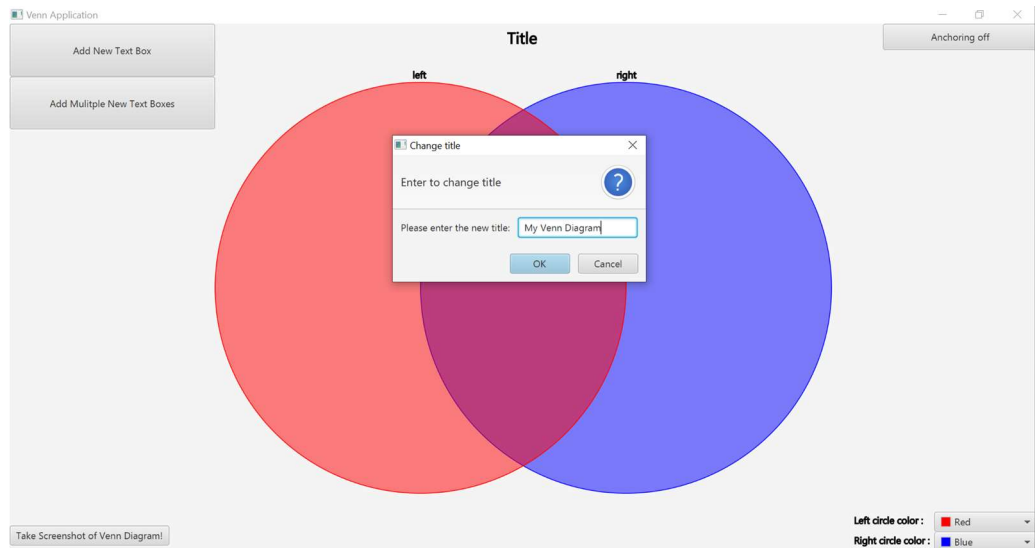 Venn Application
Add New Text Box
Title
Anchoring off
Add Mulitple New Text Boxes
left
right
Change title
Enter to change title
?
Please enter the new title: My Venn Diagram
OK Cancel
Left circle color : Red
Take Screenshot of Venn Diagram!
Right circle color : Blue